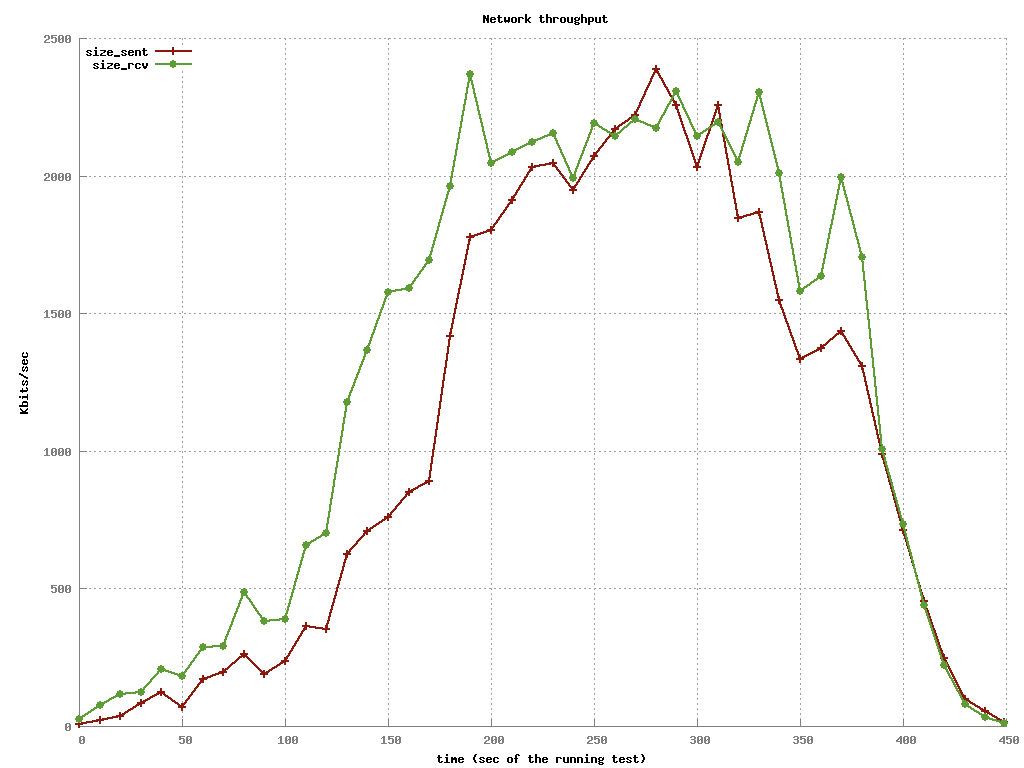 Network throughput
2500
size_sent
size_rcv
2000
1500
Kbits/sec
1000
500
0
0 50 100 150 200 250 300 350 400 450
time (sec of the running test)